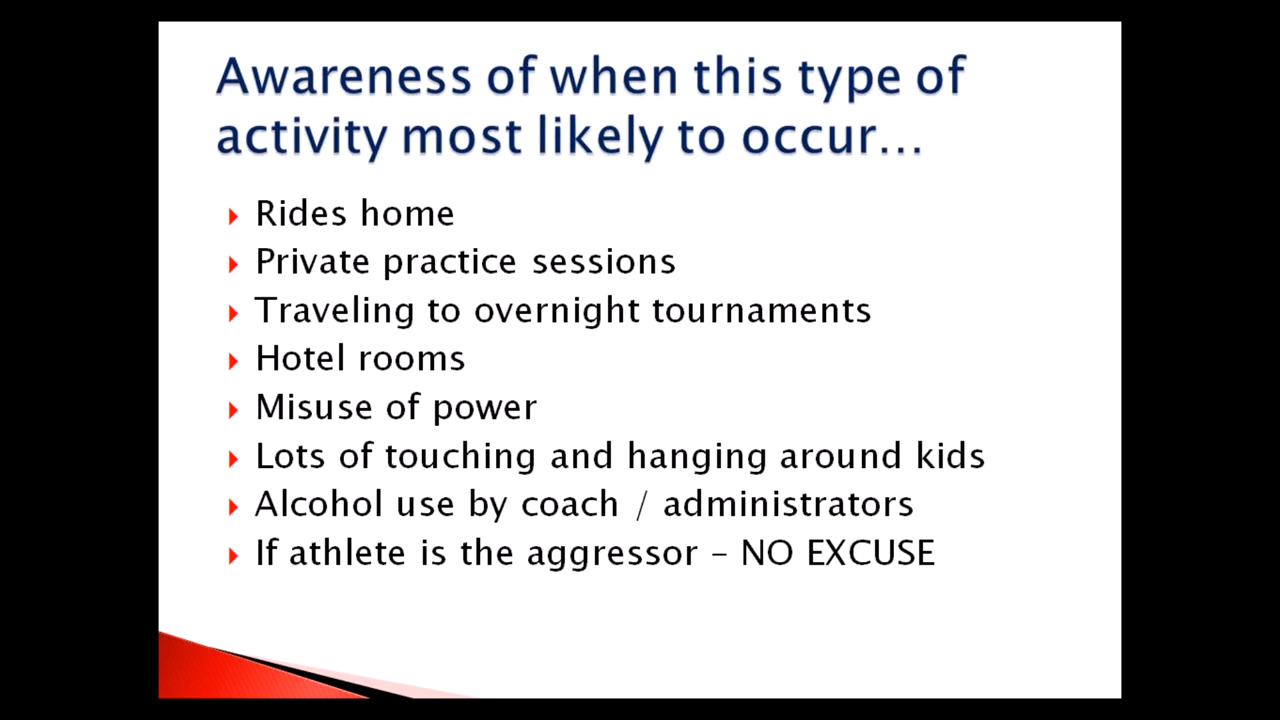 Awareness of when this type of
activity most likely to occur...
Rides home
Private practice sessions
Traveling to overnight tournaments
Hotel rooms
Misuse of power
Lots of touching and hanging around kids
Alcohol use by coach / administrators
If athlete is the aggressor – NO EXCUSE